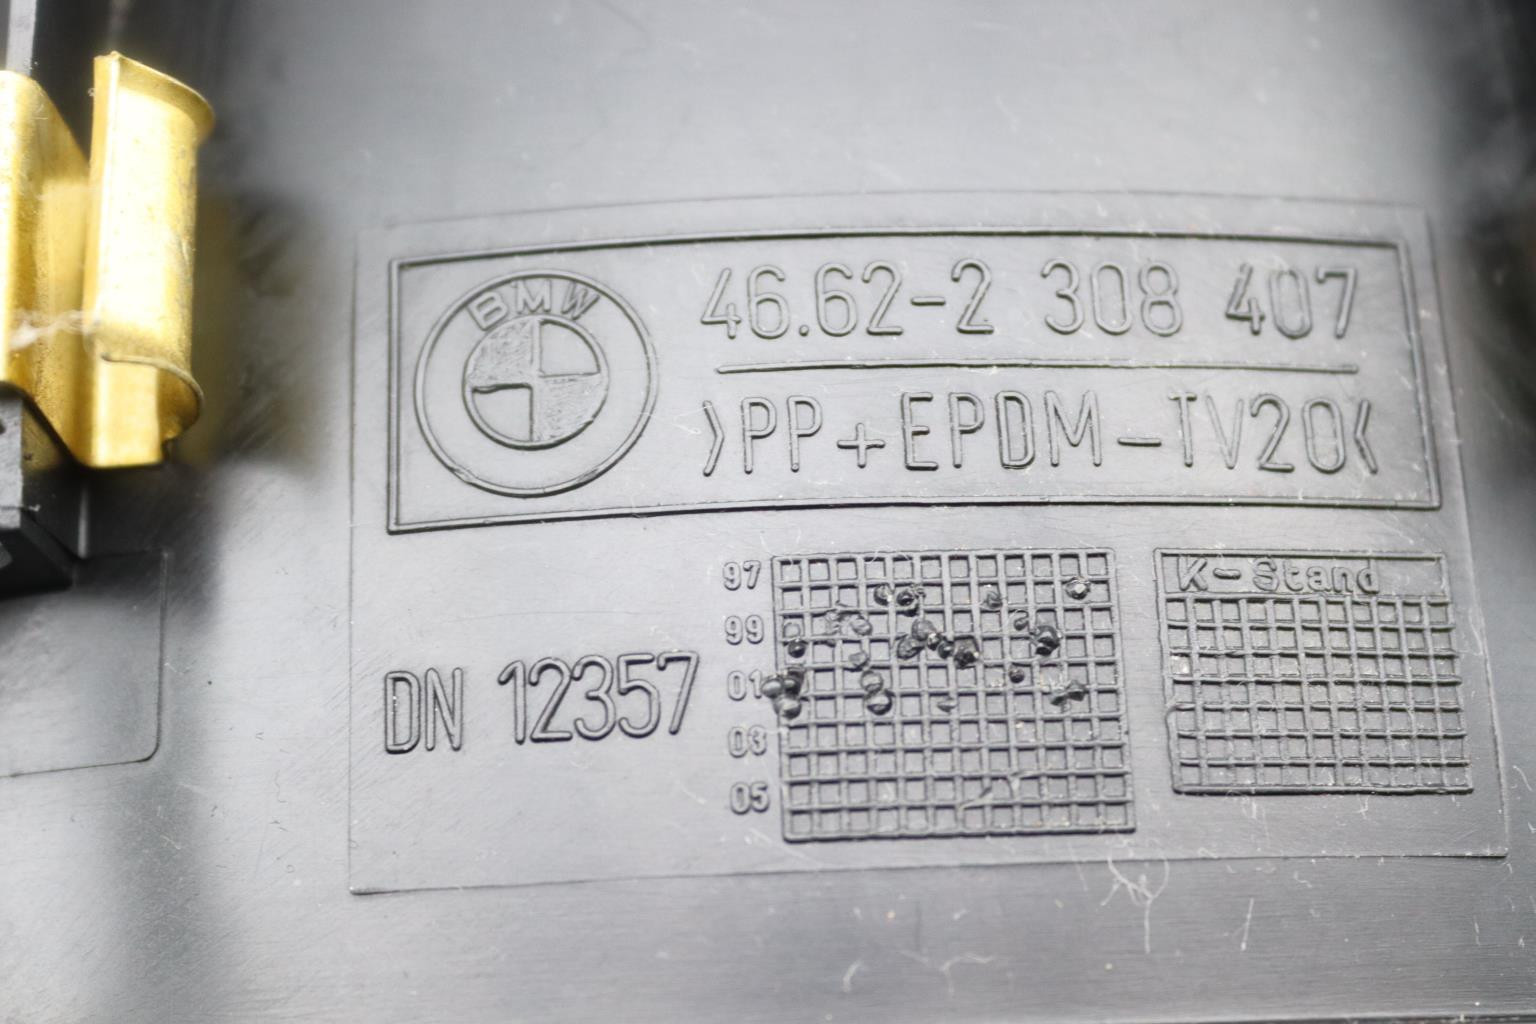 BMW
46.62-2 308 407
>PP+EPDM-TV20<
DN 12357
97
99
01
03
05
K-Stand